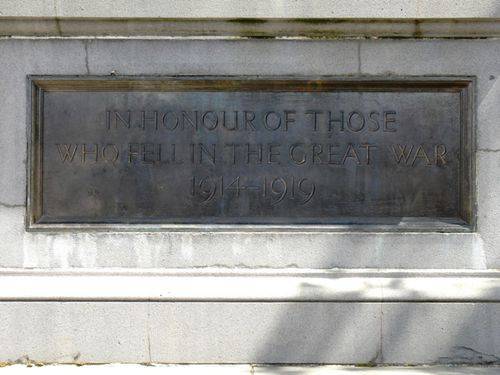 IN HONOUR OF THOSE
WHO FELL IN THE GREAT WAR
1914-1919